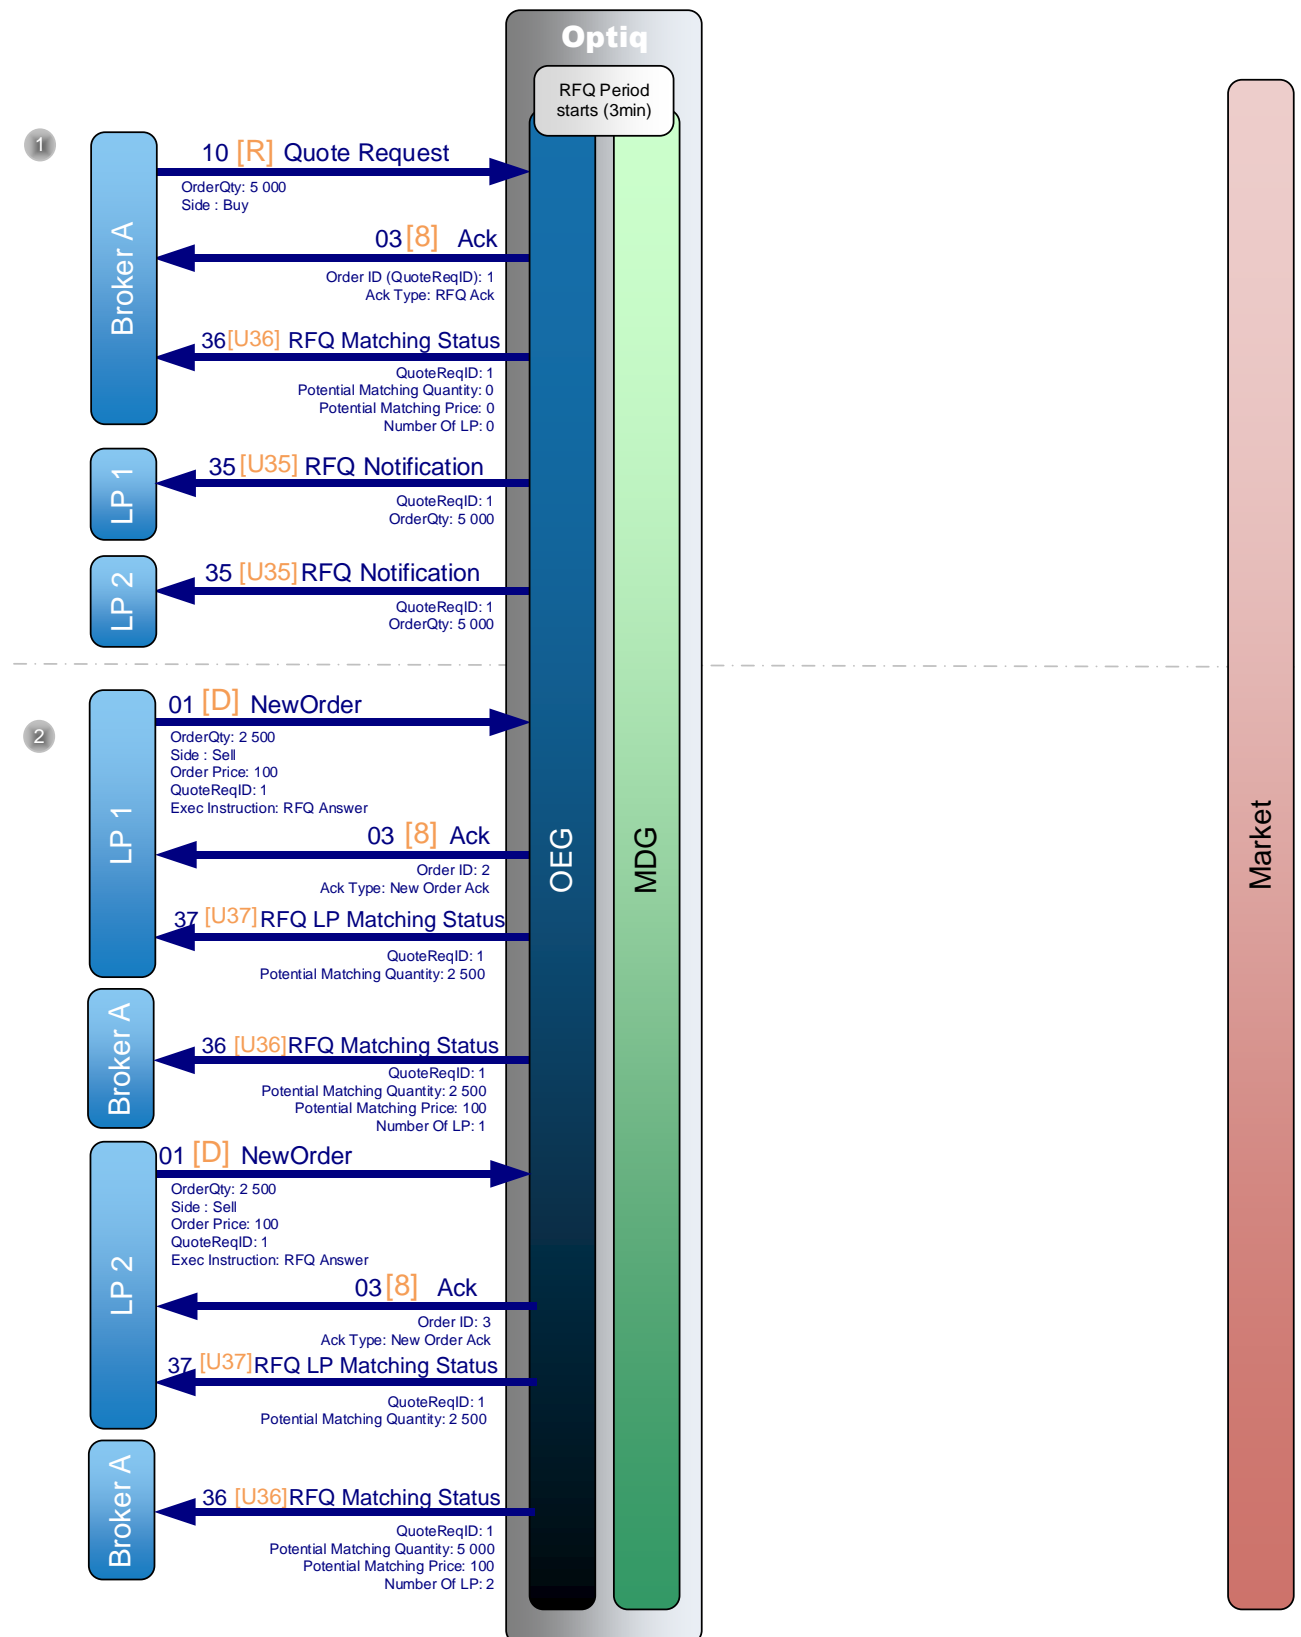 Optiq
RFQ Period
starts (3min)
1
Broker A
10 [R] Quote Request
OrderQty: 5 000
Side : Buy
03 [8] Ack
Order ID (QuoteReqID): 1
Ack Type: RFQ Ack
36 [U36] RFQ Matching Status
QuoteReqID: 1
Potential Matching Quantity: 0
Potential Matching Price: 0
Number Of LP: 0
LP 1
35 [U35] RFQ Notification
QuoteReqID: 1
OrderQty: 5 000
LP 2
35 [U35] RFQ Notification
QuoteReqID: 1
OrderQty: 5 000
2
LP 1
01 [D] NewOrder
OrderQty: 2 500
Side : Sell
Order Price: 100
QuoteReqID: 1
Exec Instruction: RFQ Answer
03 [8] Ack
Order ID: 2
Ack Type: New Order Ack
37 [U37] RFQ LP Matching Status
QuoteReqID: 1
Potential Matching Quantity: 2 500
Broker A
36 [U36] RFQ Matching Status
QuoteReqID: 1
Potential Matching Quantity: 2 500
Potential Matching Price: 100
Number Of LP: 1
LP 2
01 [D] NewOrder
OrderQty: 2 500
Side : Sell
Order Price: 100
QuoteReqID: 1
Exec Instruction: RFQ Answer
03 [8] Ack
Order ID: 3
Ack Type: New Order Ack
37 [U37] RFQ LP Matching Status
QuoteReqID: 1
Potential Matching Quantity: 2 500
Broker A
36 [U36] RFQ Matching Status
QuoteReqID: 1
Potential Matching Quantity: 5 000
Potential Matching Price: 100
Number Of LP: 2
OEG
MDG
Market